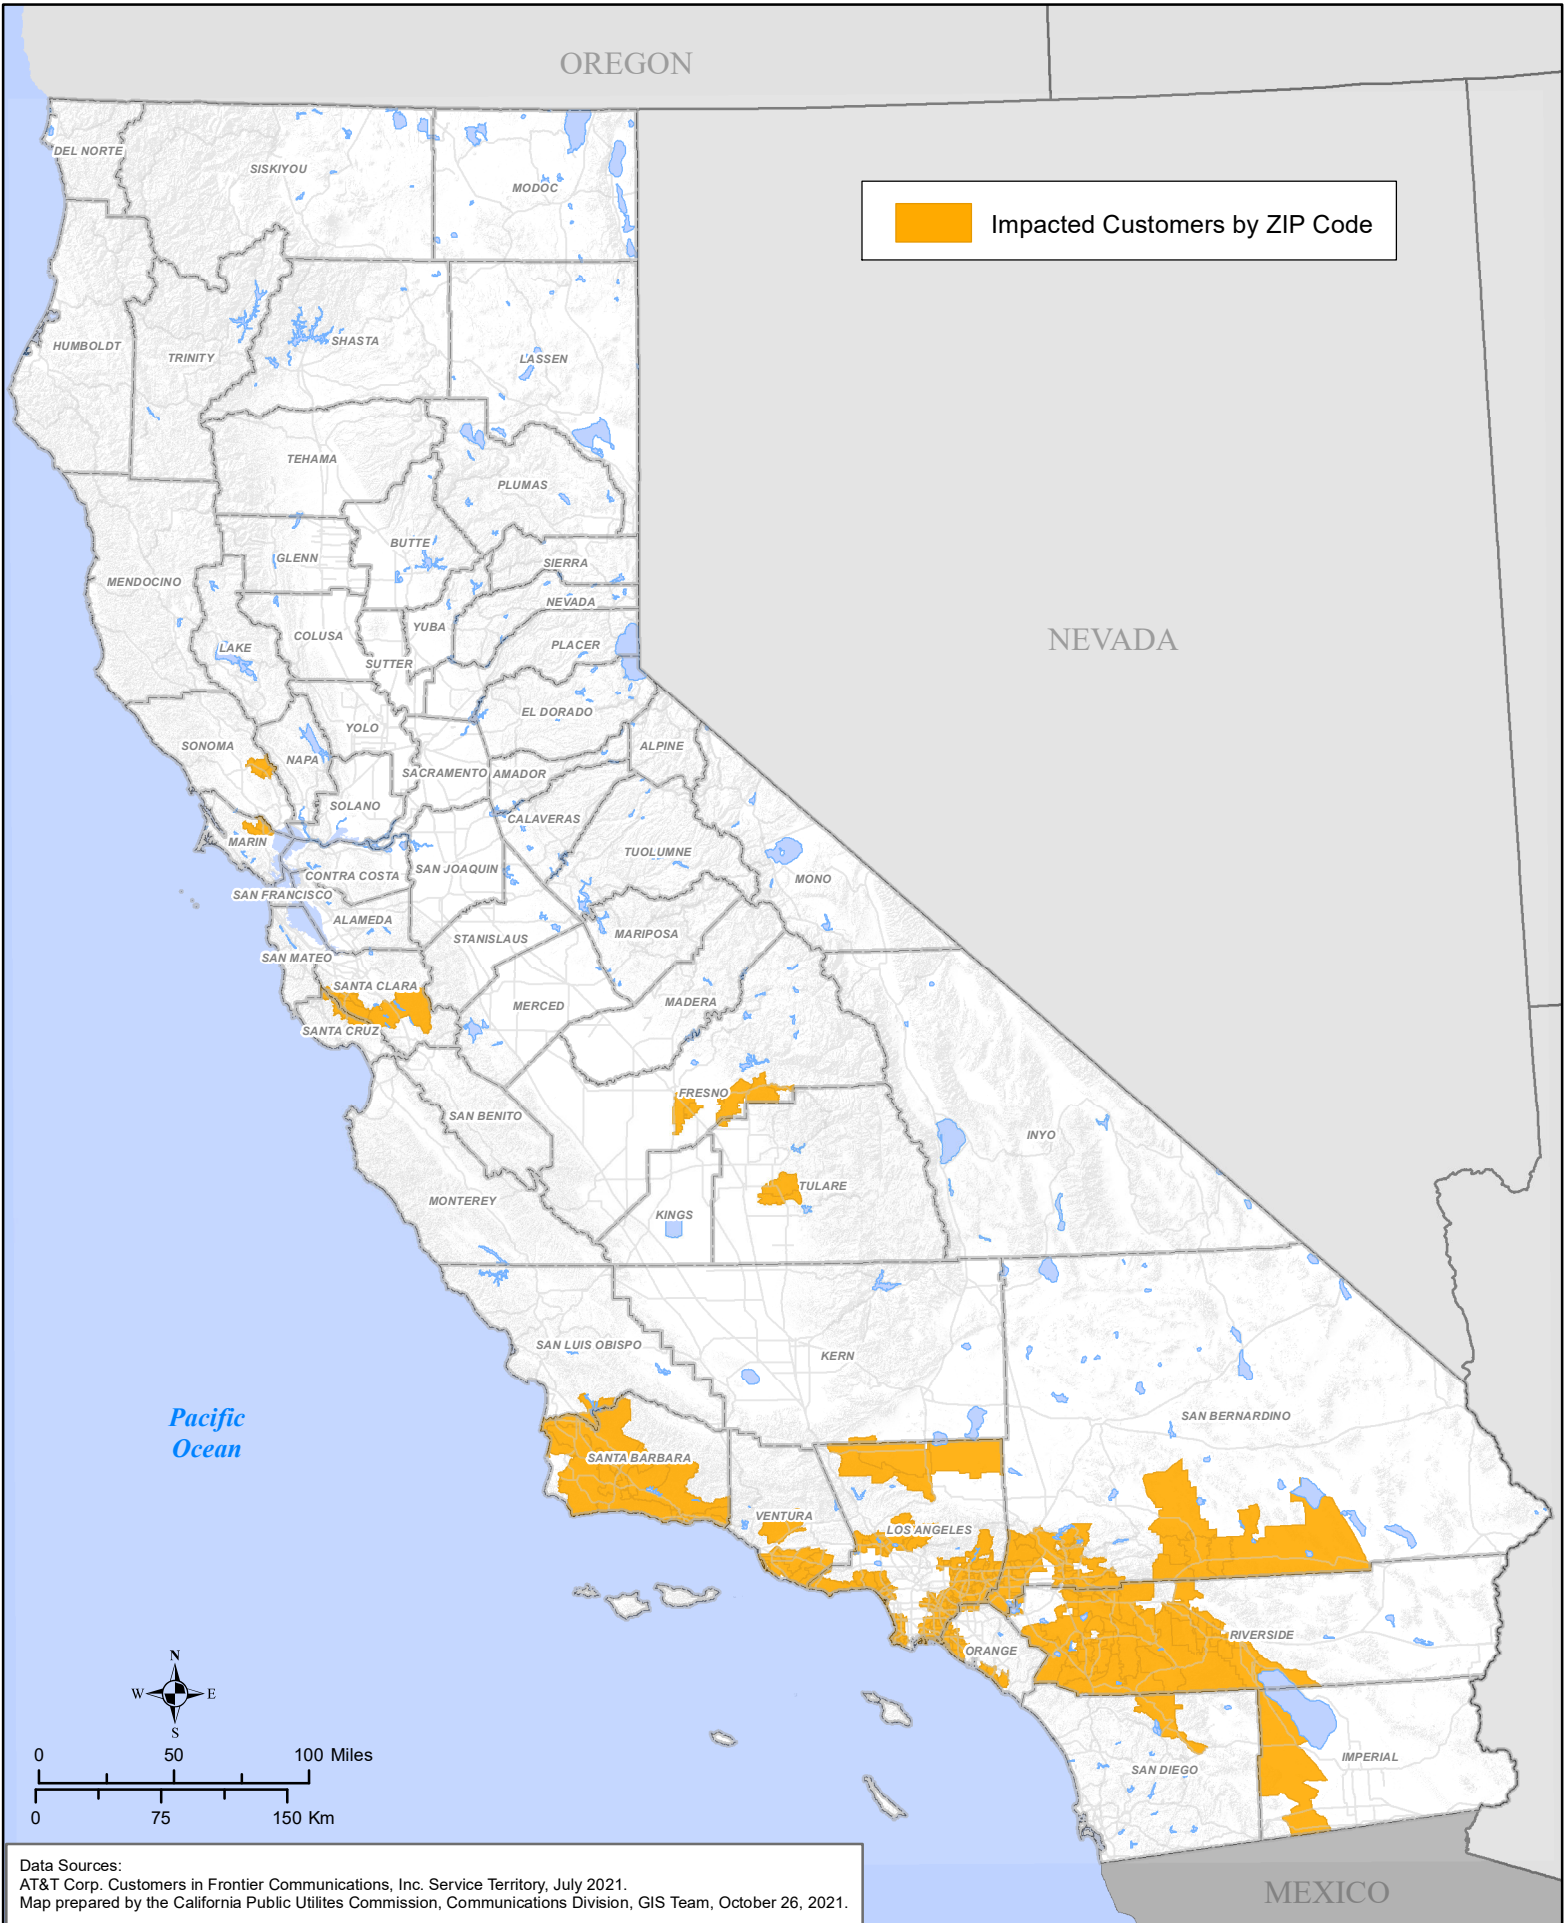 OREGON
DEL NORTE
SISKIYOU
MODOC
Impacted Customers by ZIP Code
HUMBOLDT
TRINITY
SHASTA
LASSEN
TEHAMA
PLUMAS
GLENN
BUTTE
SIERRA
MENDOCINO
NEVADA
COLUSA
YUBA
LAKE
PLACER
SUTTER
NEVADA
EL DORADO
YOLO
SONOMA
NAPA
ALPINE
SACRAMENTO
AMADOR
SOLANO
CALAVERAS
MARIN
TUOLUMNE
SAN JOAQUIN
CONTRA COSTA
MONO
SAN FRANCISCO
ALAMEDA
STANISLAUS
MARIPOSA
SAN MATEO
SANTA CLARA
MERCED
MADERA
SANTA CRUZ
FRESNO
SAN BENITO
INYO
MONTEREY
TULARE
KINGS
SAN LUIS OBISPO
KERN
Pacific
Ocean
SAN BERNARDINO
SANTA BARBARA
VENTURA
LOS ANGELES
RIVERSIDE
ORANGE
N
W
E
S
IMPERIAL
SAN DIEGO
0 50 100 Miles
0 75 150 Km
Data Sources:
AT&T Corp. Customers in Frontier Communications, Inc. Service Territory, July 2021.
Map prepared by the California Public Utilites Commission, Communications Division, GIS Team, October 26, 2021.
MEXICO